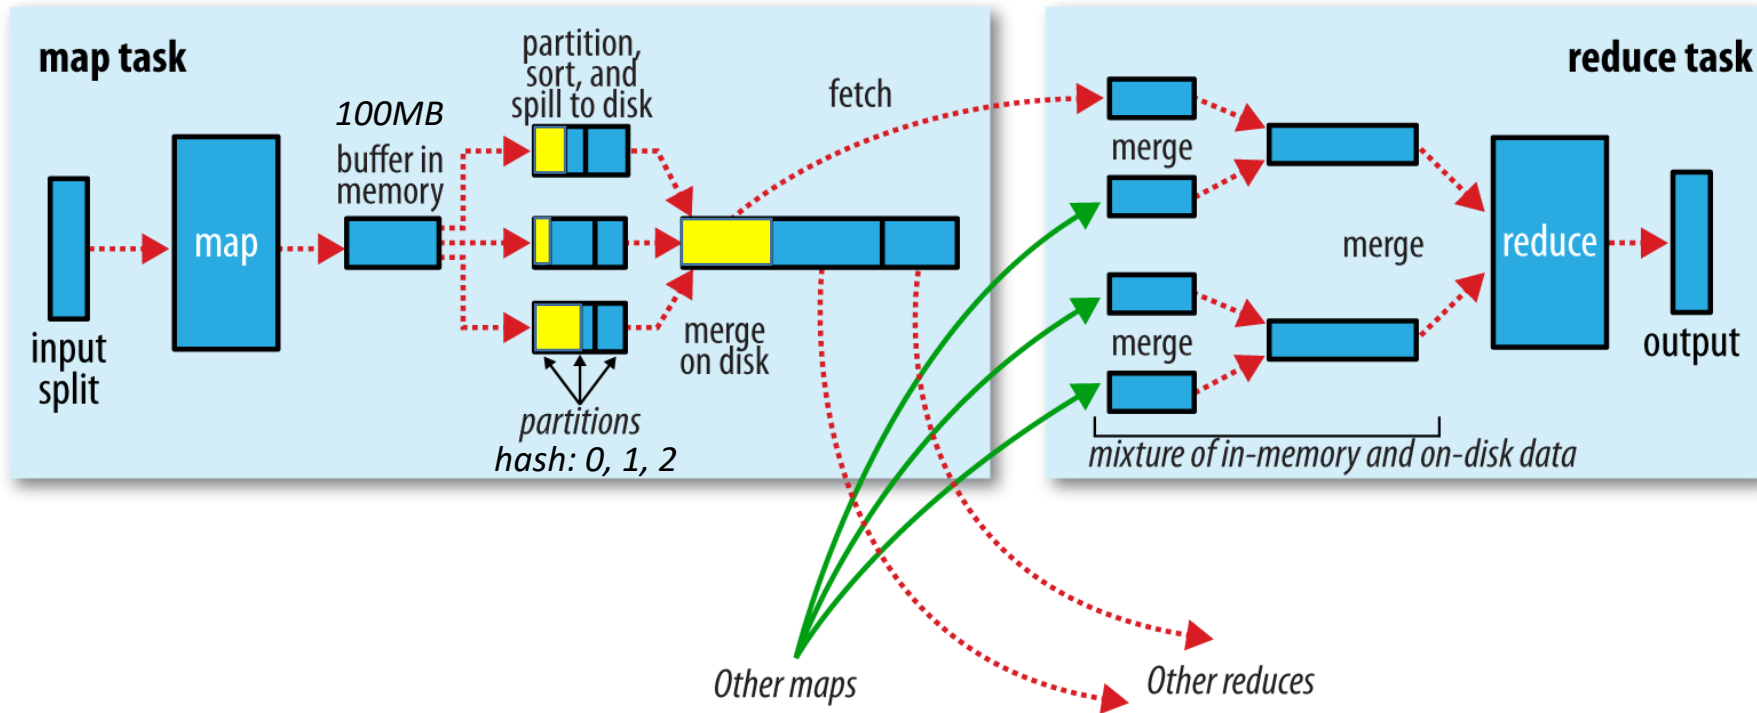 map task
input
split
map
100MB
buffer in
memory
partition,
sort, and
spill to disk
partitions
hash: 0, 1, 2
merge
on disk
fetch
reduce task
merge
merge
merge
mixture of in-memory and on-disk data
reduce
output
Other maps
Other reduces